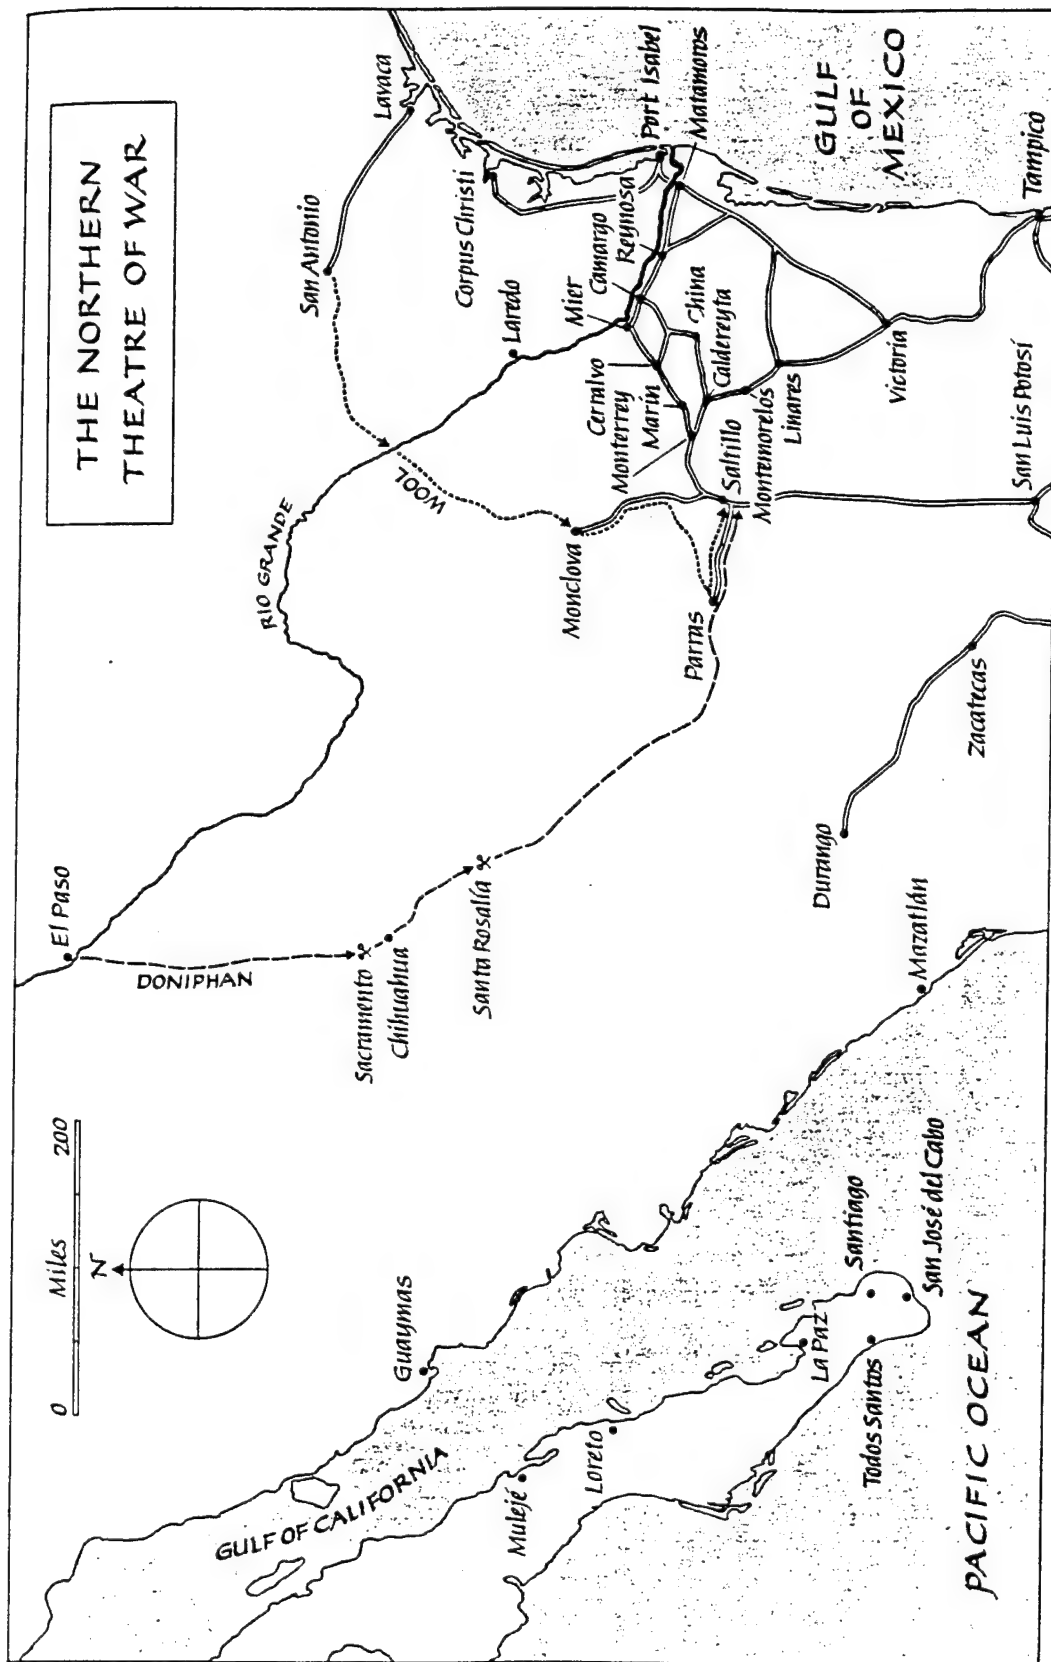 THE NORTHERN
THEATRE OF WAR
0 Miles 200
N
El Paso
RIO GRANDE
San Antonio
Lavaca
DONIPHAN
WOOL
Corpus Christi
Laredo
Guaymas
GULF OF CALIFORNIA
Sacramento
Chihuahua
Santa Rosalía
Mulejé
Loreto
Monclova
Mier
Camargo
Reynosa
Port Isabel
Matamoros
Cerralvo
Monterrey
Marín
China
Caldereyta
Parras
Saltillo
Montemorelos
Linares
GULF
OF
MEXICO
La Paz
Santiago
San José del Cabo
Todos Santos
Durango
Mazatlán
Victoria
Zacatecas
San Luis Potosí
Tampico
PACIFIC OCEAN